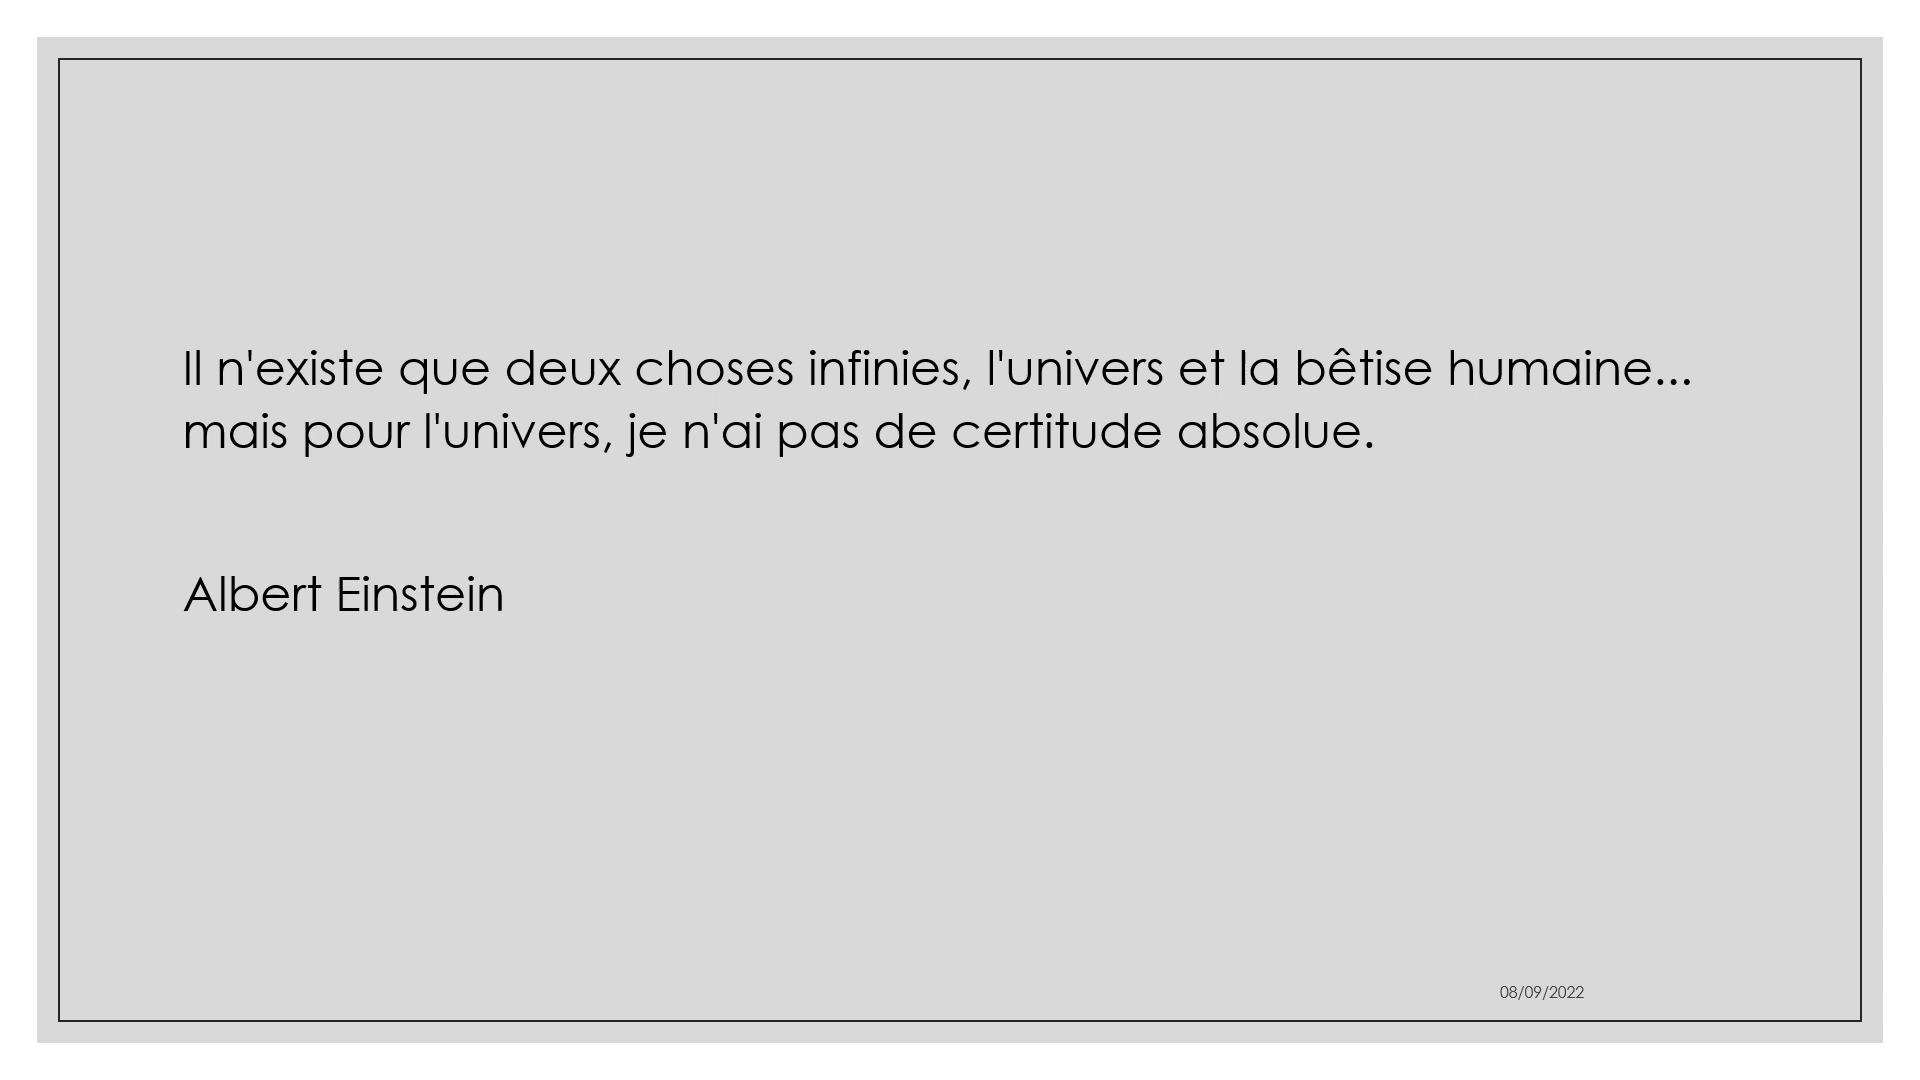 Il n'existe que deux choses infinies, l'univers et la bêtise humaine...
mais pour l'univers, je n'ai pas de certitude absolue.
Albert Einstein
08/09/2022